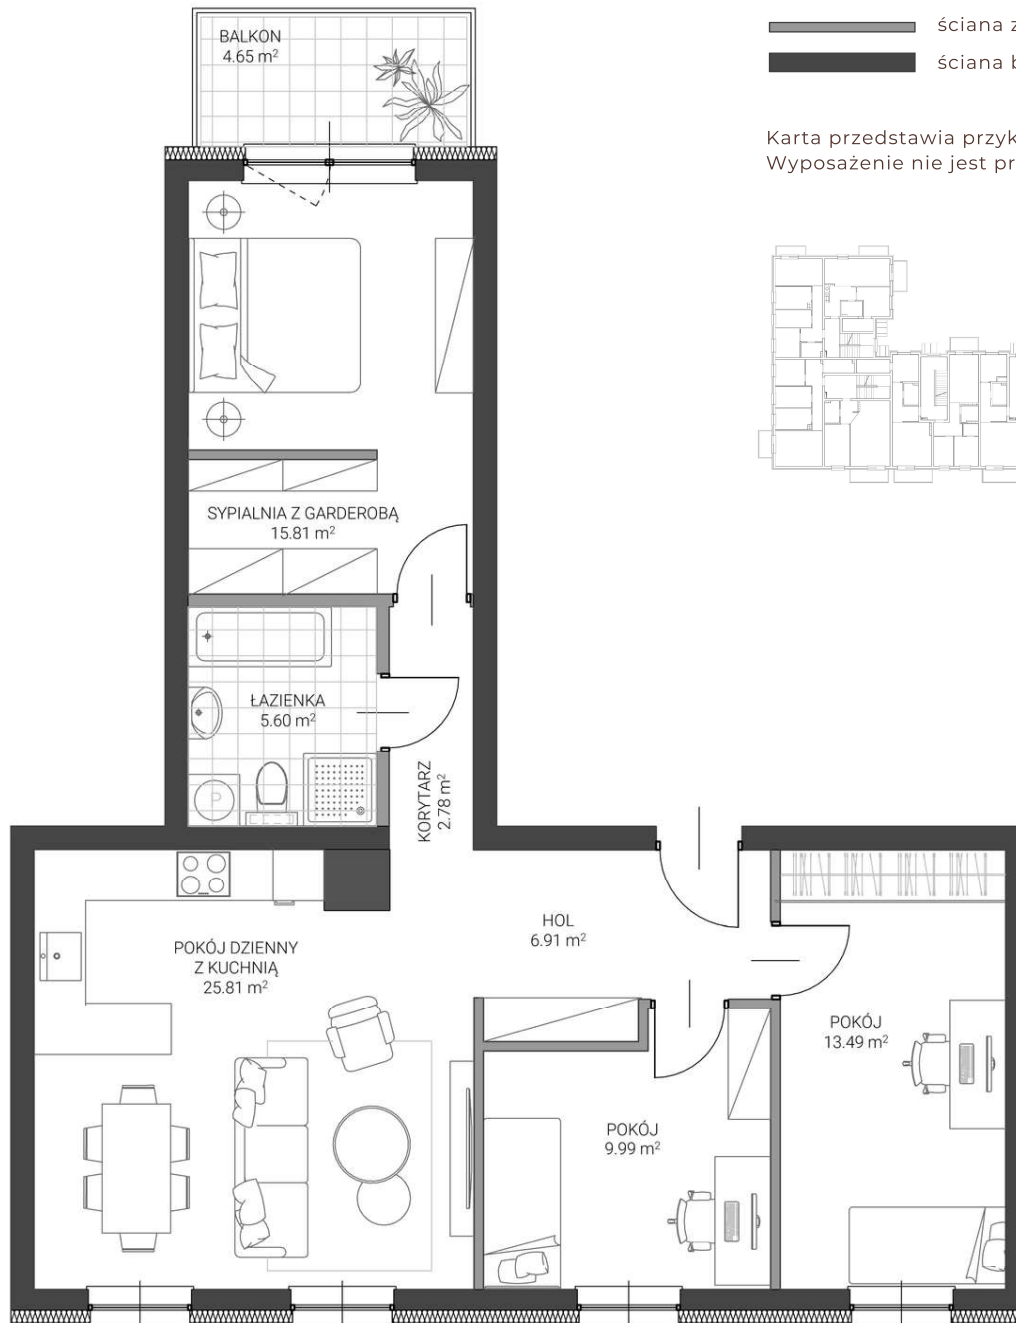 BALKON
4.65 m²
ściana z
ściana b
Karta przedstawia przyk
Wyposażenie nie jest pr
SYPIALNIA Z GARDEROBĄ
15.81 m²
ŁAZIENKA
5.60 m²
KORYTARZ
2.78 m²
HOL
6.91 m²
POKÓJ DZIENNY
Z KUCHNIĄ
25.81 m²
POKÓJ
13.49 m²
POKÓJ
9.99 m²